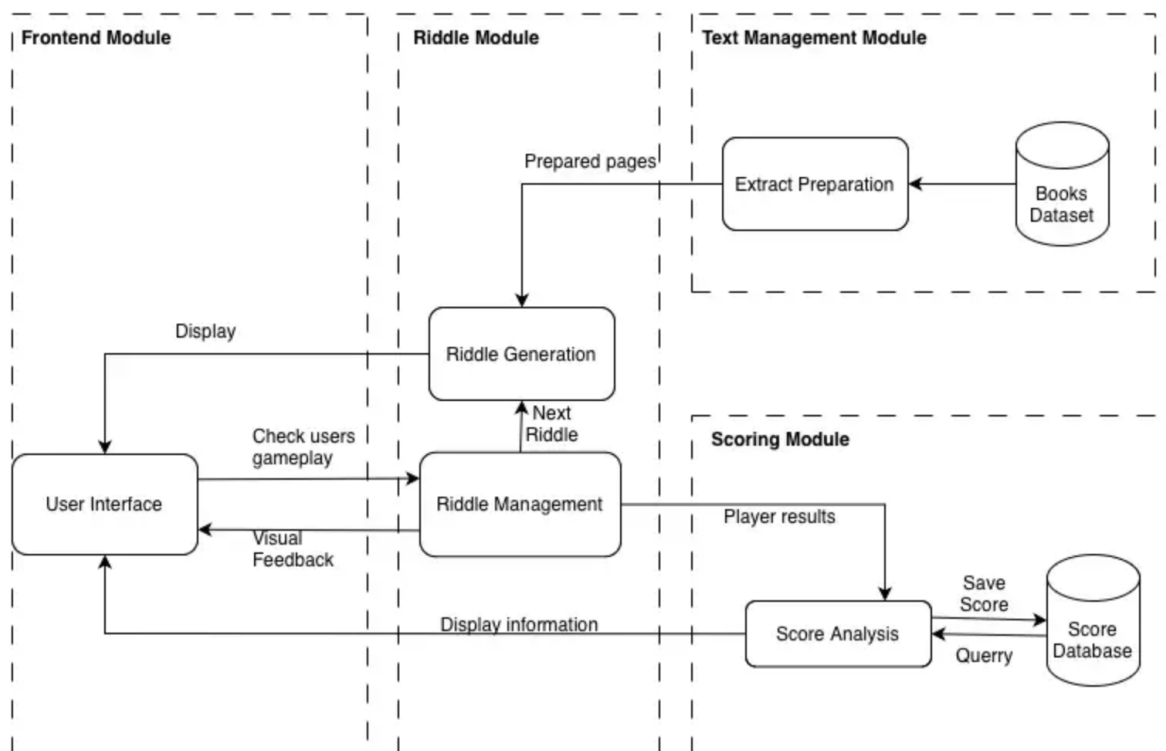 Frontend Module
Riddle Module
Text Management Module
Prepared pages
Extract Preparation
Books
Dataset
Display
Riddle Generation
Next
Riddle
Check users
gameplay
Scoring Module
User Interface
Riddle Management
Player results
Visual
Feedback
Save
Score
Display information
Score Analysis
Score
Database
Querry